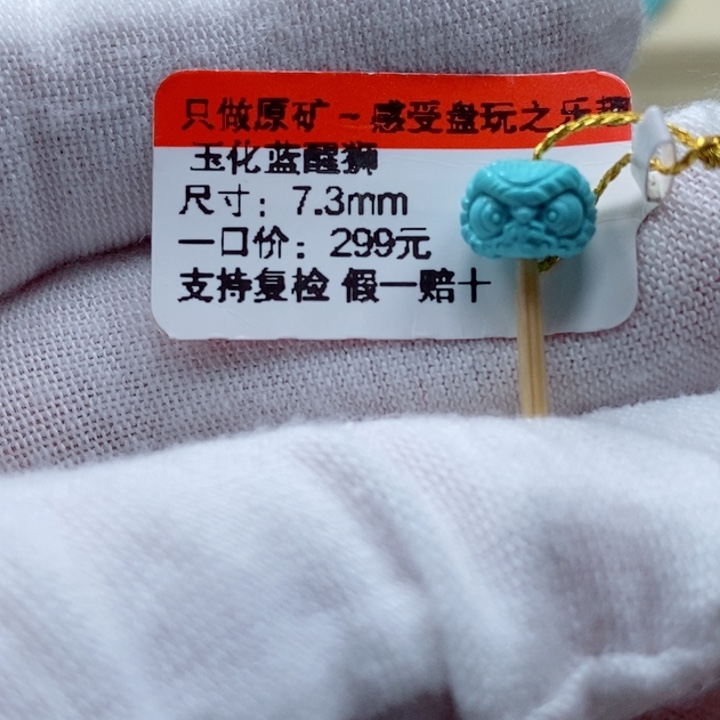 只做原矿~感受盘玩之乐趣
玉化蓝醒狮
尺寸：7.3mm
一口价：299元
支持复检 假一赔十